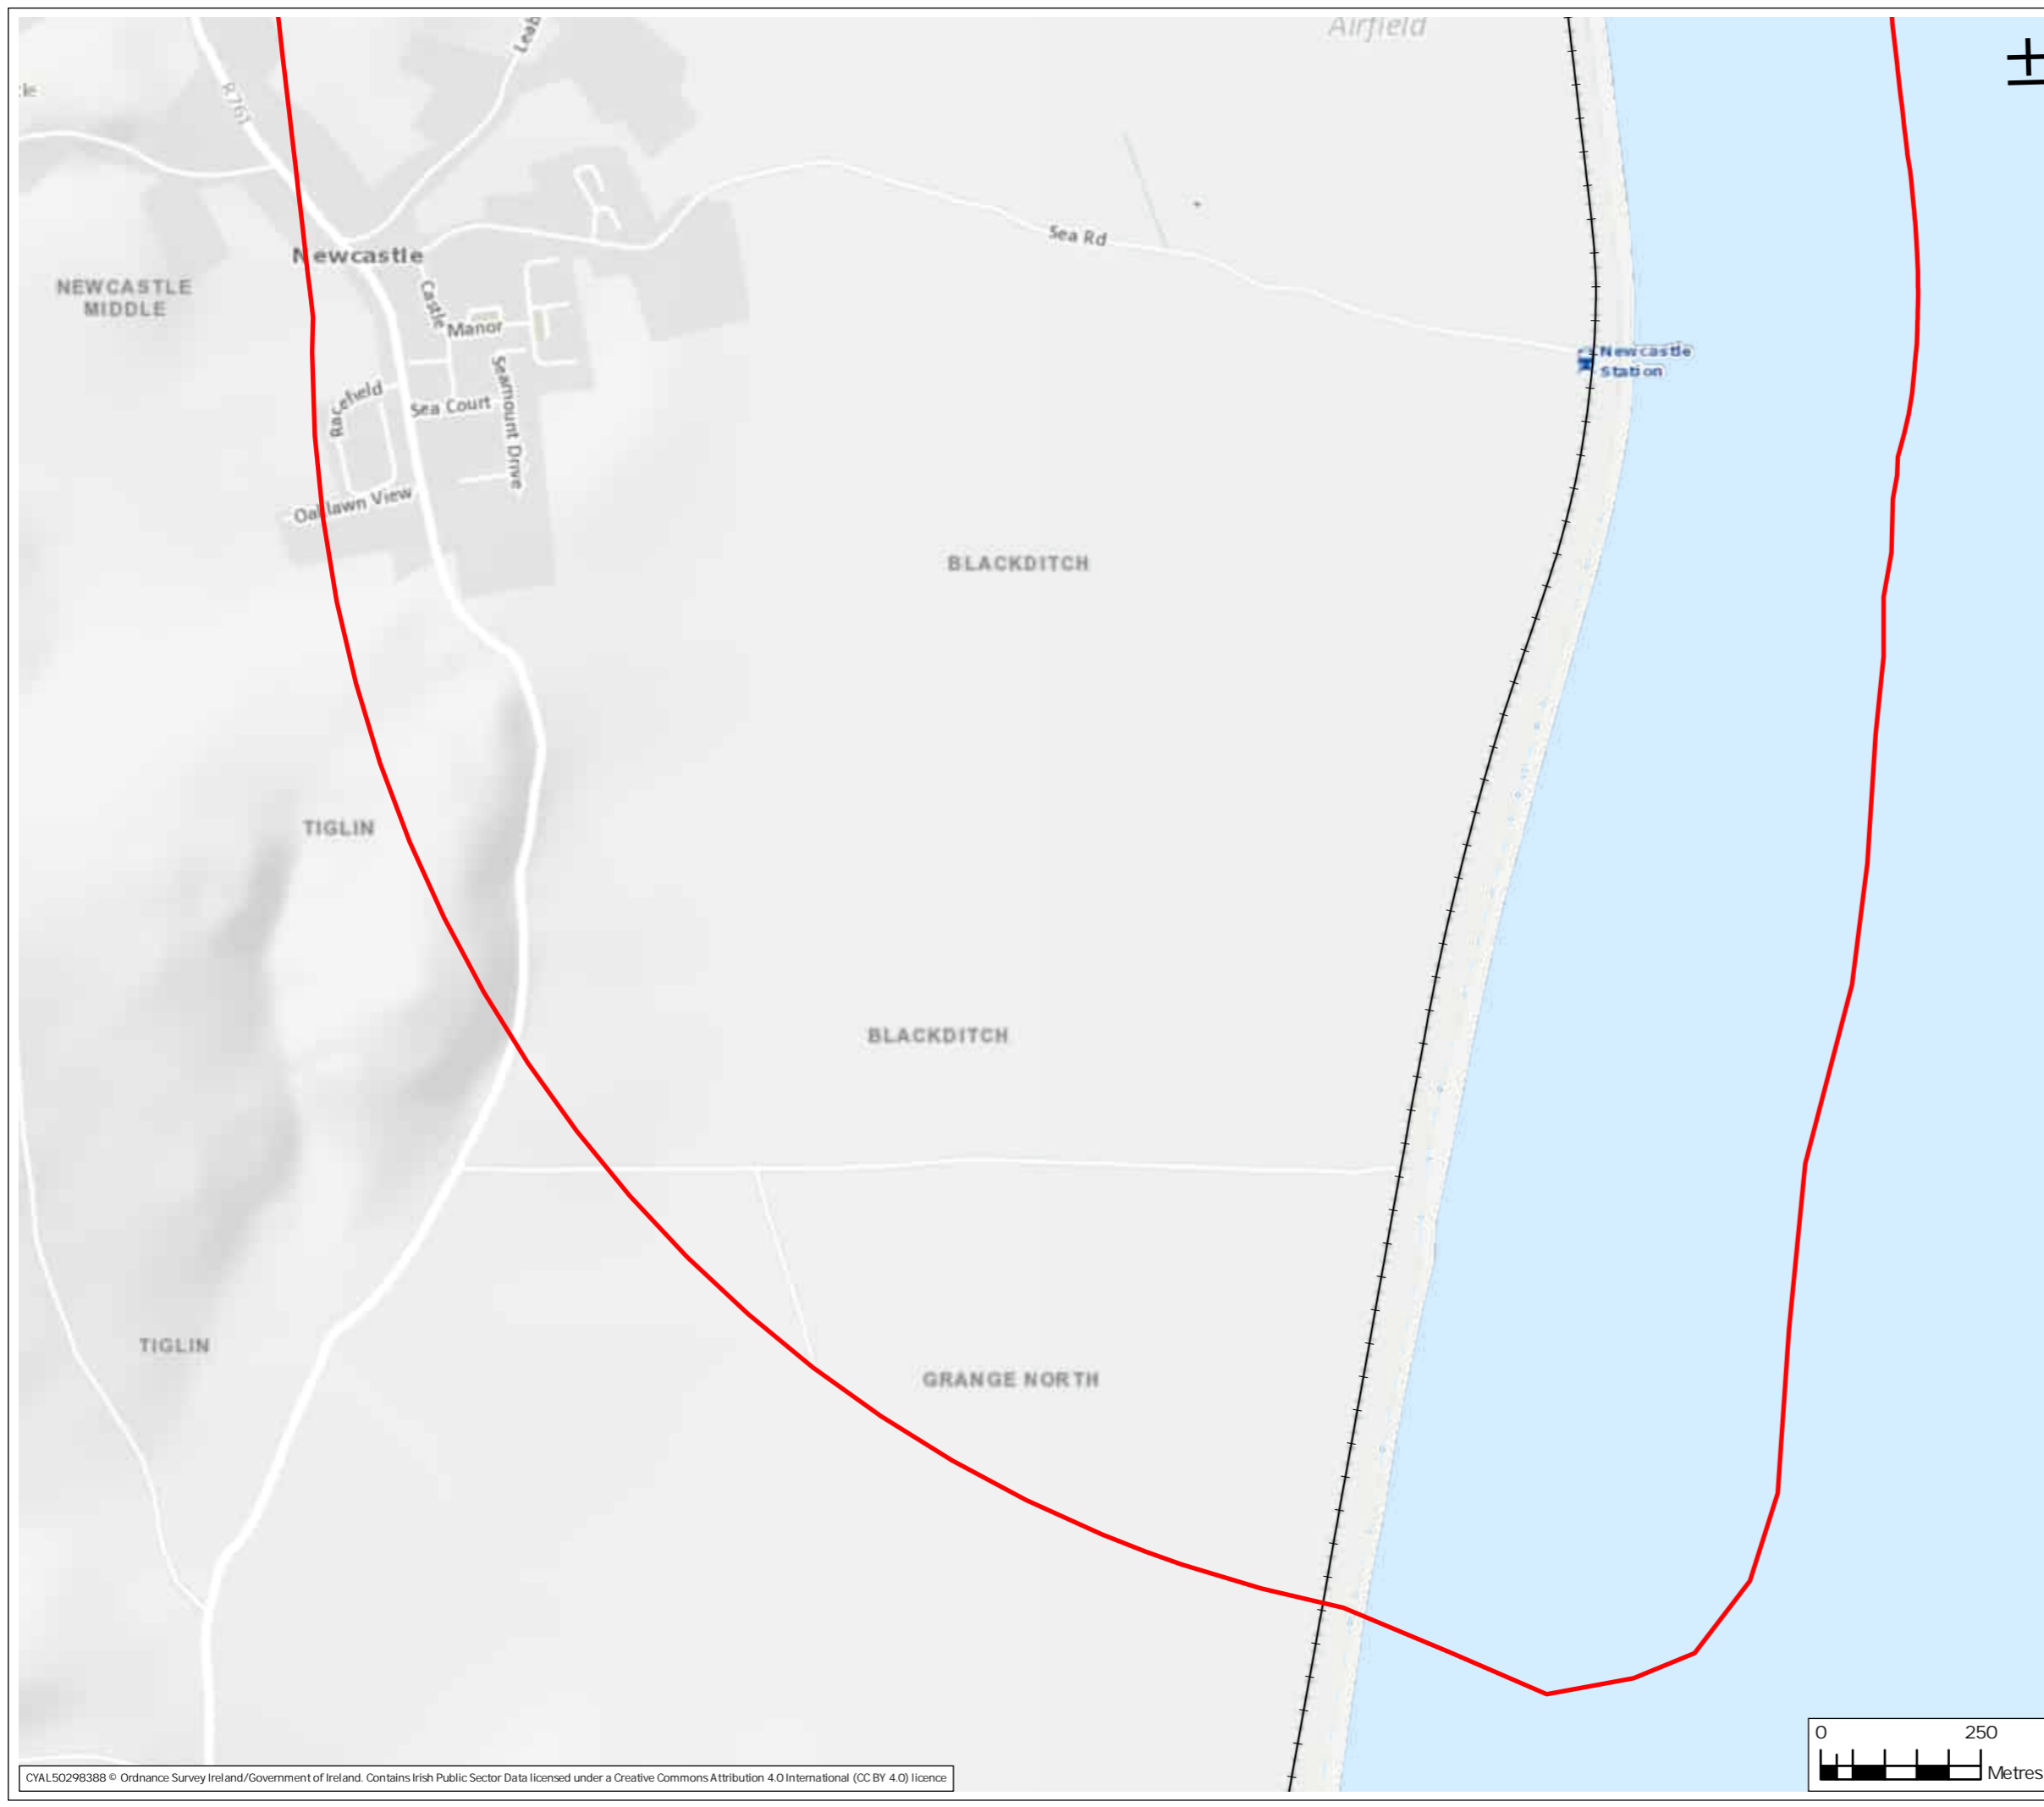 Airfield
R761
Newcastle
Sea Rd
NEWCASTLE
MIDDLE
Castle
Manor
Newcastle
Station
Racefield
Sea Court
Seamount Drive
Oaklawn View
BLACKDITCH
TIGLIN
BLACKDITCH
TIGLIN
GRANGE NORTH
0 250
Metres
CYAL50298388 © Ordnance Survey Ireland/Government of Ireland. Contains Irish Public Sector Data licensed under a Creative Commons Attribution 4.0 International (CC BY 4.0) licence